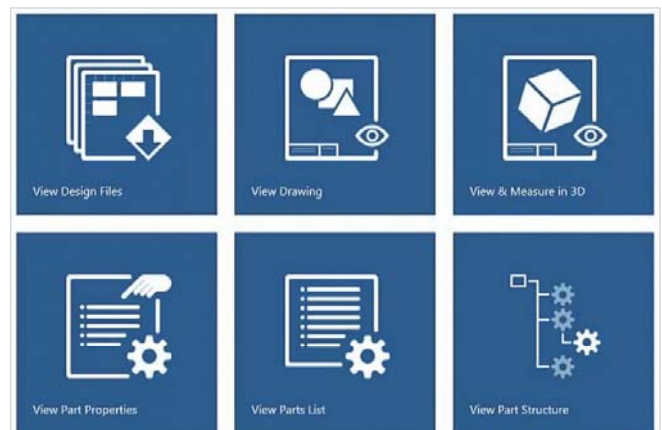 View Design Files
View Drawing
View & Measure in 3D
View Part Properties
View Parts List
View Part Structure